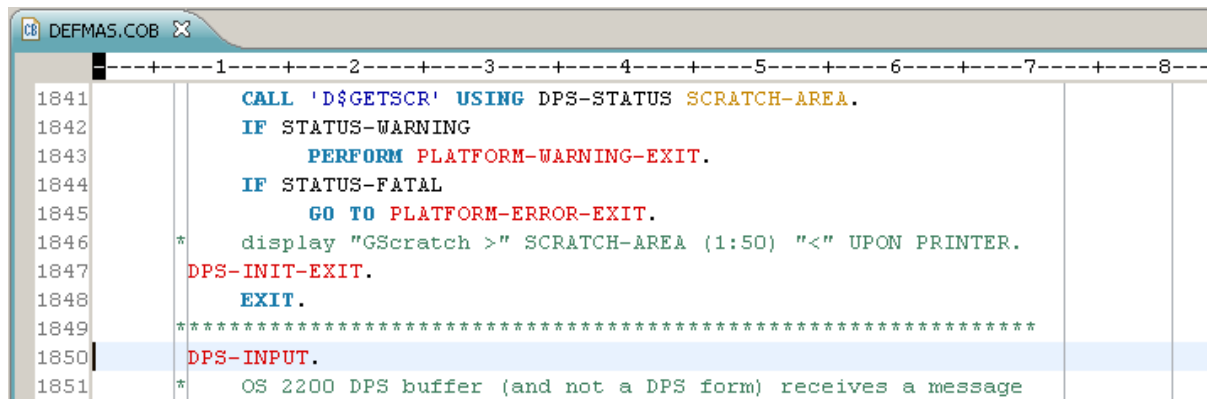 CB DEFMAS.COB
----+----1----+----2----+----3----+----4----+----5----+----6----+----7----+----8---
1841 CALL 'D$GETSCR' USING DPS-STATUS SCRATCH-AREA.
1842 IF STATUS-WARNING
1843 PERFORM PLATFORM-WARNING-EXIT.
1844 IF STATUS-FATAL
1845 GO TO PLATFORM-ERROR-EXIT.
1846 * display "GScratch >" SCRATCH-AREA (1:50) "<" UPON PRINTER.
1847 DPS-INIT-EXIT.
1848 EXIT.
1849 ****************************************************************
1850 DPS-INPUT.
1851 * OS 2200 DPS buffer (and not a DPS form) receives a message